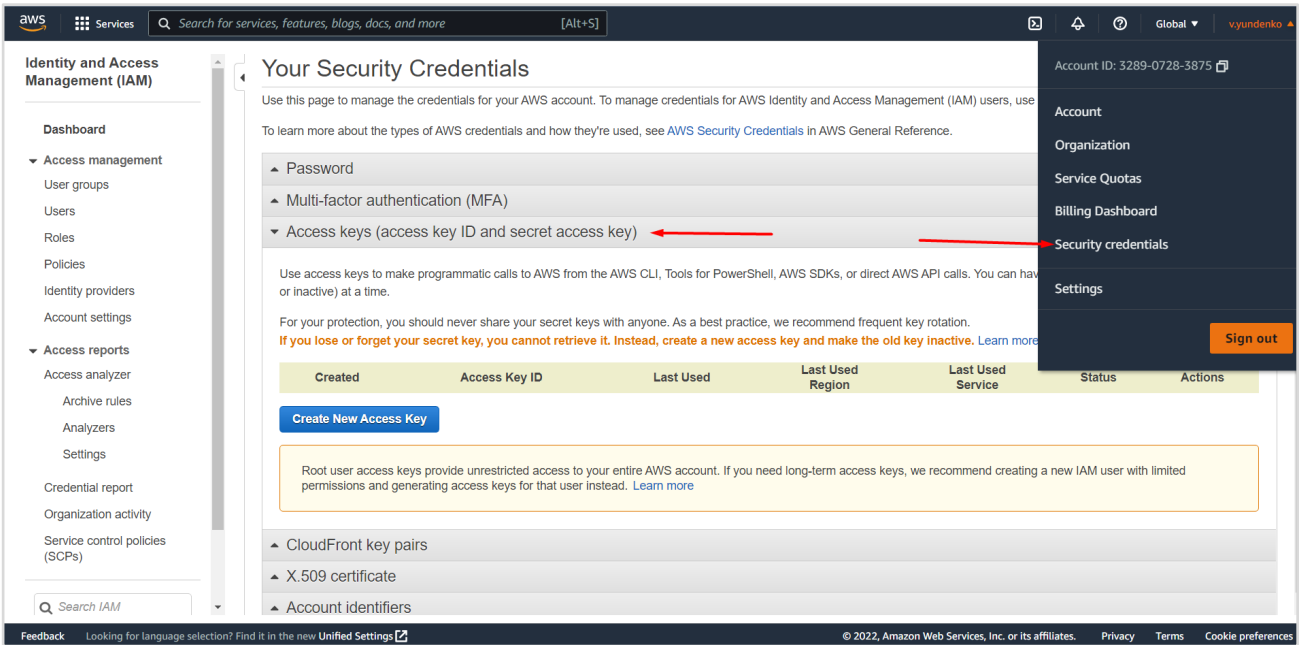 aws
Services
Search for services, features, blogs, docs, and more
[Alt+S]
Global
v.yundenko
Identity and Access
Management (IAM)
Dashboard
Access management
User groups
Users
Roles
Policies
Identity providers
Account settings
Access reports
Access analyzer
Archive rules
Analyzers
Settings
Credential report
Organization activity
Service control policies
(SCPs)
Search IAM
Your Security Credentials
Use this page to manage the credentials for your AWS account. To manage credentials for AWS Identity and Access Management (IAM) users, use
To learn more about the types of AWS credentials and how they're used, see AWS Security Credentials in AWS General Reference.
Password
Multi-factor authentication (MFA)
Access keys (access key ID and secret access key)
Use access keys to make programmatic calls to AWS from the AWS CLI, Tools for PowerShell, AWS SDKs, or direct AWS API calls. You can hav
or inactive) at a time.
For your protection, you should never share your secret keys with anyone. As a best practice, we recommend frequent key rotation.
If you lose or forget your secret key, you cannot retrieve it. Instead, create a new access key and make the old key inactive. Learn more
Created
Access Key ID
Last Used
Last Used
Region
Last Used
Service
Status
Actions
Create New Access Key
Root user access keys provide unrestricted access to your entire AWS account. If you need long-term access keys, we recommend creating a new IAM user with limited
permissions and generating access keys for that user instead. Learn more
CloudFront key pairs
X.509 certificate
Account identifiers
Account ID: 3289-0728-3875
Account
Organization
Service Quotas
Billing Dashboard
Security credentials
Settings
Sign out
Feedback
Looking for language selection? Find it in the new Unified Settings
© 2022, Amazon Web Services, Inc. or its affiliates.
Privacy
Terms
Cookie preferences